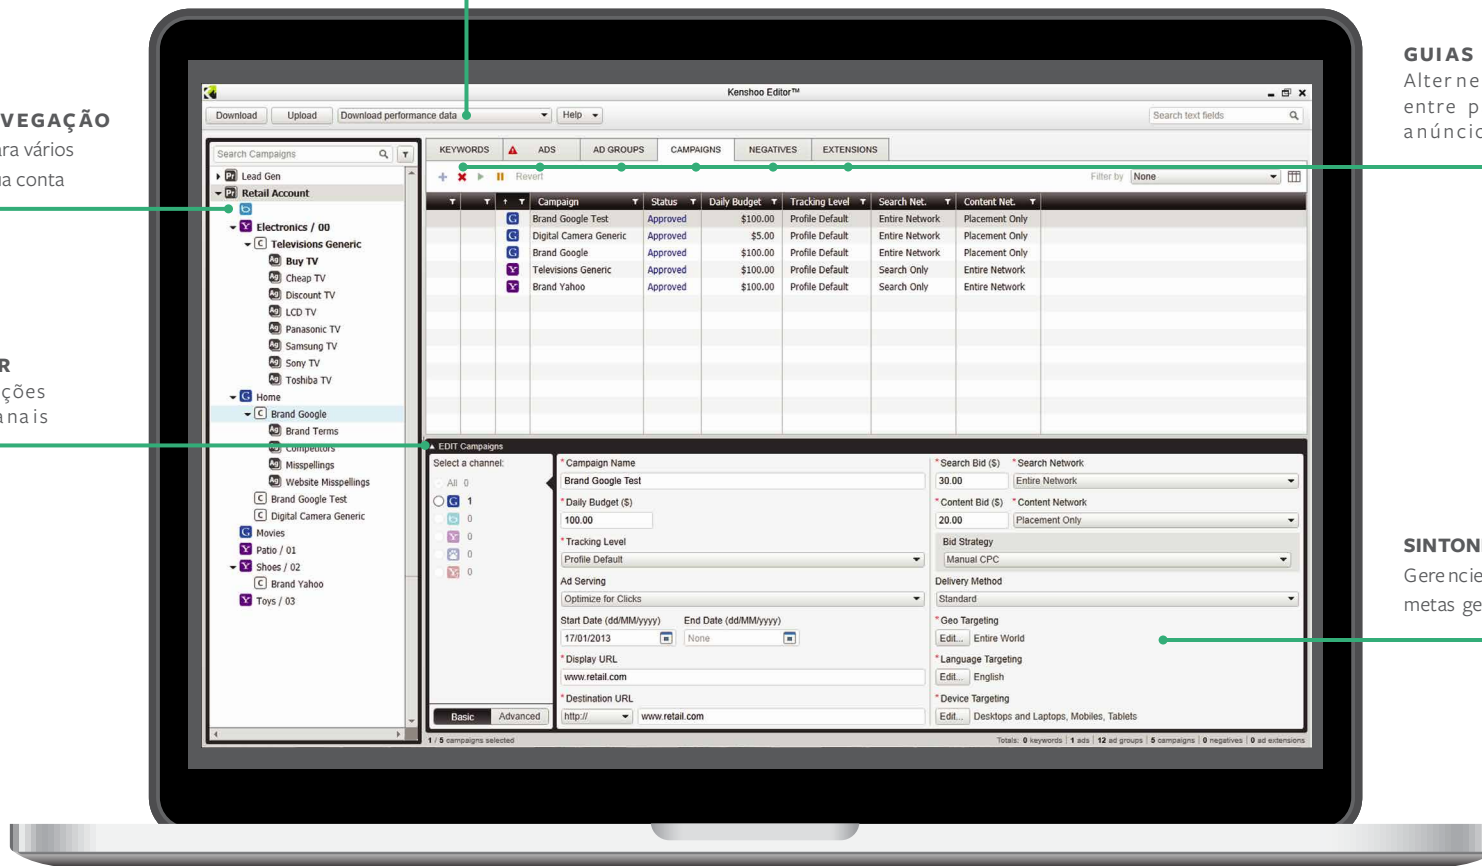 VEGAÇÃO
ra vários
a conta
R
ções
anais
GUIAS
Alterne
entre p
anúncio
SINTON
Gerencie
metas ge
Kenshoo Editor™
Download Upload Download performance data Help Search text fields
Search Campaigns
Lead Gen
Retail Account
Electronics / 00
C Televisions Generic
Ag Buy TV
Ag Cheap TV
Ag Discount TV
Ag LCD TV
Ag Panasonic TV
Ag Samsung TV
Ag Sony TV
Ag Toshiba TV
G Home
C Brand Google
Ag Brand Terms
Ag Competitors
Ag Misspellings
Ag Website Misspellings
C Brand Google Test
C Digital Camera Generic
G Movies
Y Patio / 01
Y Shoes / 02
C Brand Yahoo
Y Toys / 03
KEYWORDS ADS AD GROUPS CAMPAIGNS NEGATIVES EXTENSIONS
Revert Filter by None
Campaign Status Daily Budget Tracking Level Search Net. Content Net.
G Brand Google Test Approved $100.00 Profile Default Entire Network Placement Only
G Digital Camera Generic Approved $5.00 Profile Default Entire Network Placement Only
G Brand Google Approved $100.00 Profile Default Entire Network Placement Only
Y Televisions Generic Approved $100.00 Profile Default Search Only Entire Network
Y Brand Yahoo Approved $100.00 Profile Default Search Only Entire Network
EDIT Campaigns
Select a channel:
All 0
G 1
0
Y 0
0
0
Basic Advanced
*Campaign Name
Brand Google Test
*Daily Budget ($)
100.00
*Tracking Level
Profile Default
Ad Serving
Optimize for Clicks
Start Date (dd/MM/yyyy) End Date (dd/MM/yyyy)
17/01/2013 None
*Display URL
www.retail.com
*Destination URL
http:// www.retail.com
*Search Bid ($) *Search Network
30.00 Entire Network
*Content Bid ($) *Content Network
20.00 Placement Only
Bid Strategy
Manual CPC
Delivery Method
Standard
*Geo Targeting
Edit... Entire World
*Language Targeting
Edit... English
*Device Targeting
Edit... Desktops and Laptops, Mobiles, Tablets
1 / 5 campaigns selected Totals: 0 keywords | 1 ads | 12 ad groups | 5 campaigns | 0 negatives | 0 ad extensions